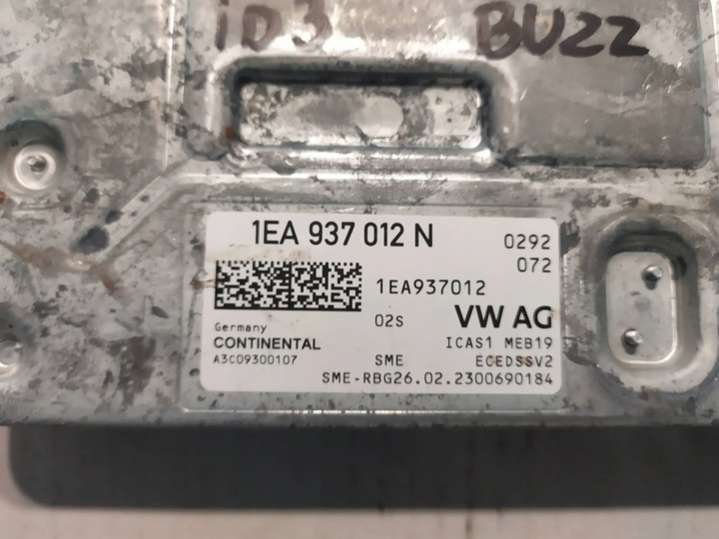 iD3 BUZZ
1EA 937 012 N
0292
072
1EA937012
02S
VW AG
Germany
CONTINENTAL
ICAS1 MEB19
A3C09300107
SME
ECEDSSV2
SME-RBG26.02.2300690184